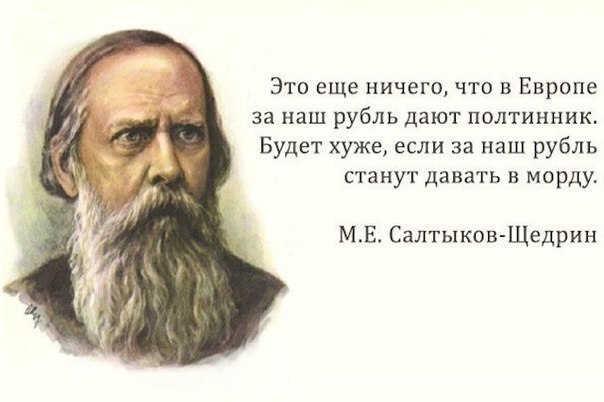 Это еще ничего, что в Европе
за наш рубль дают полтинник.
Будет хуже, если за наш рубль
станут давать в морду.
М.Е. Салтыков-Щедрин